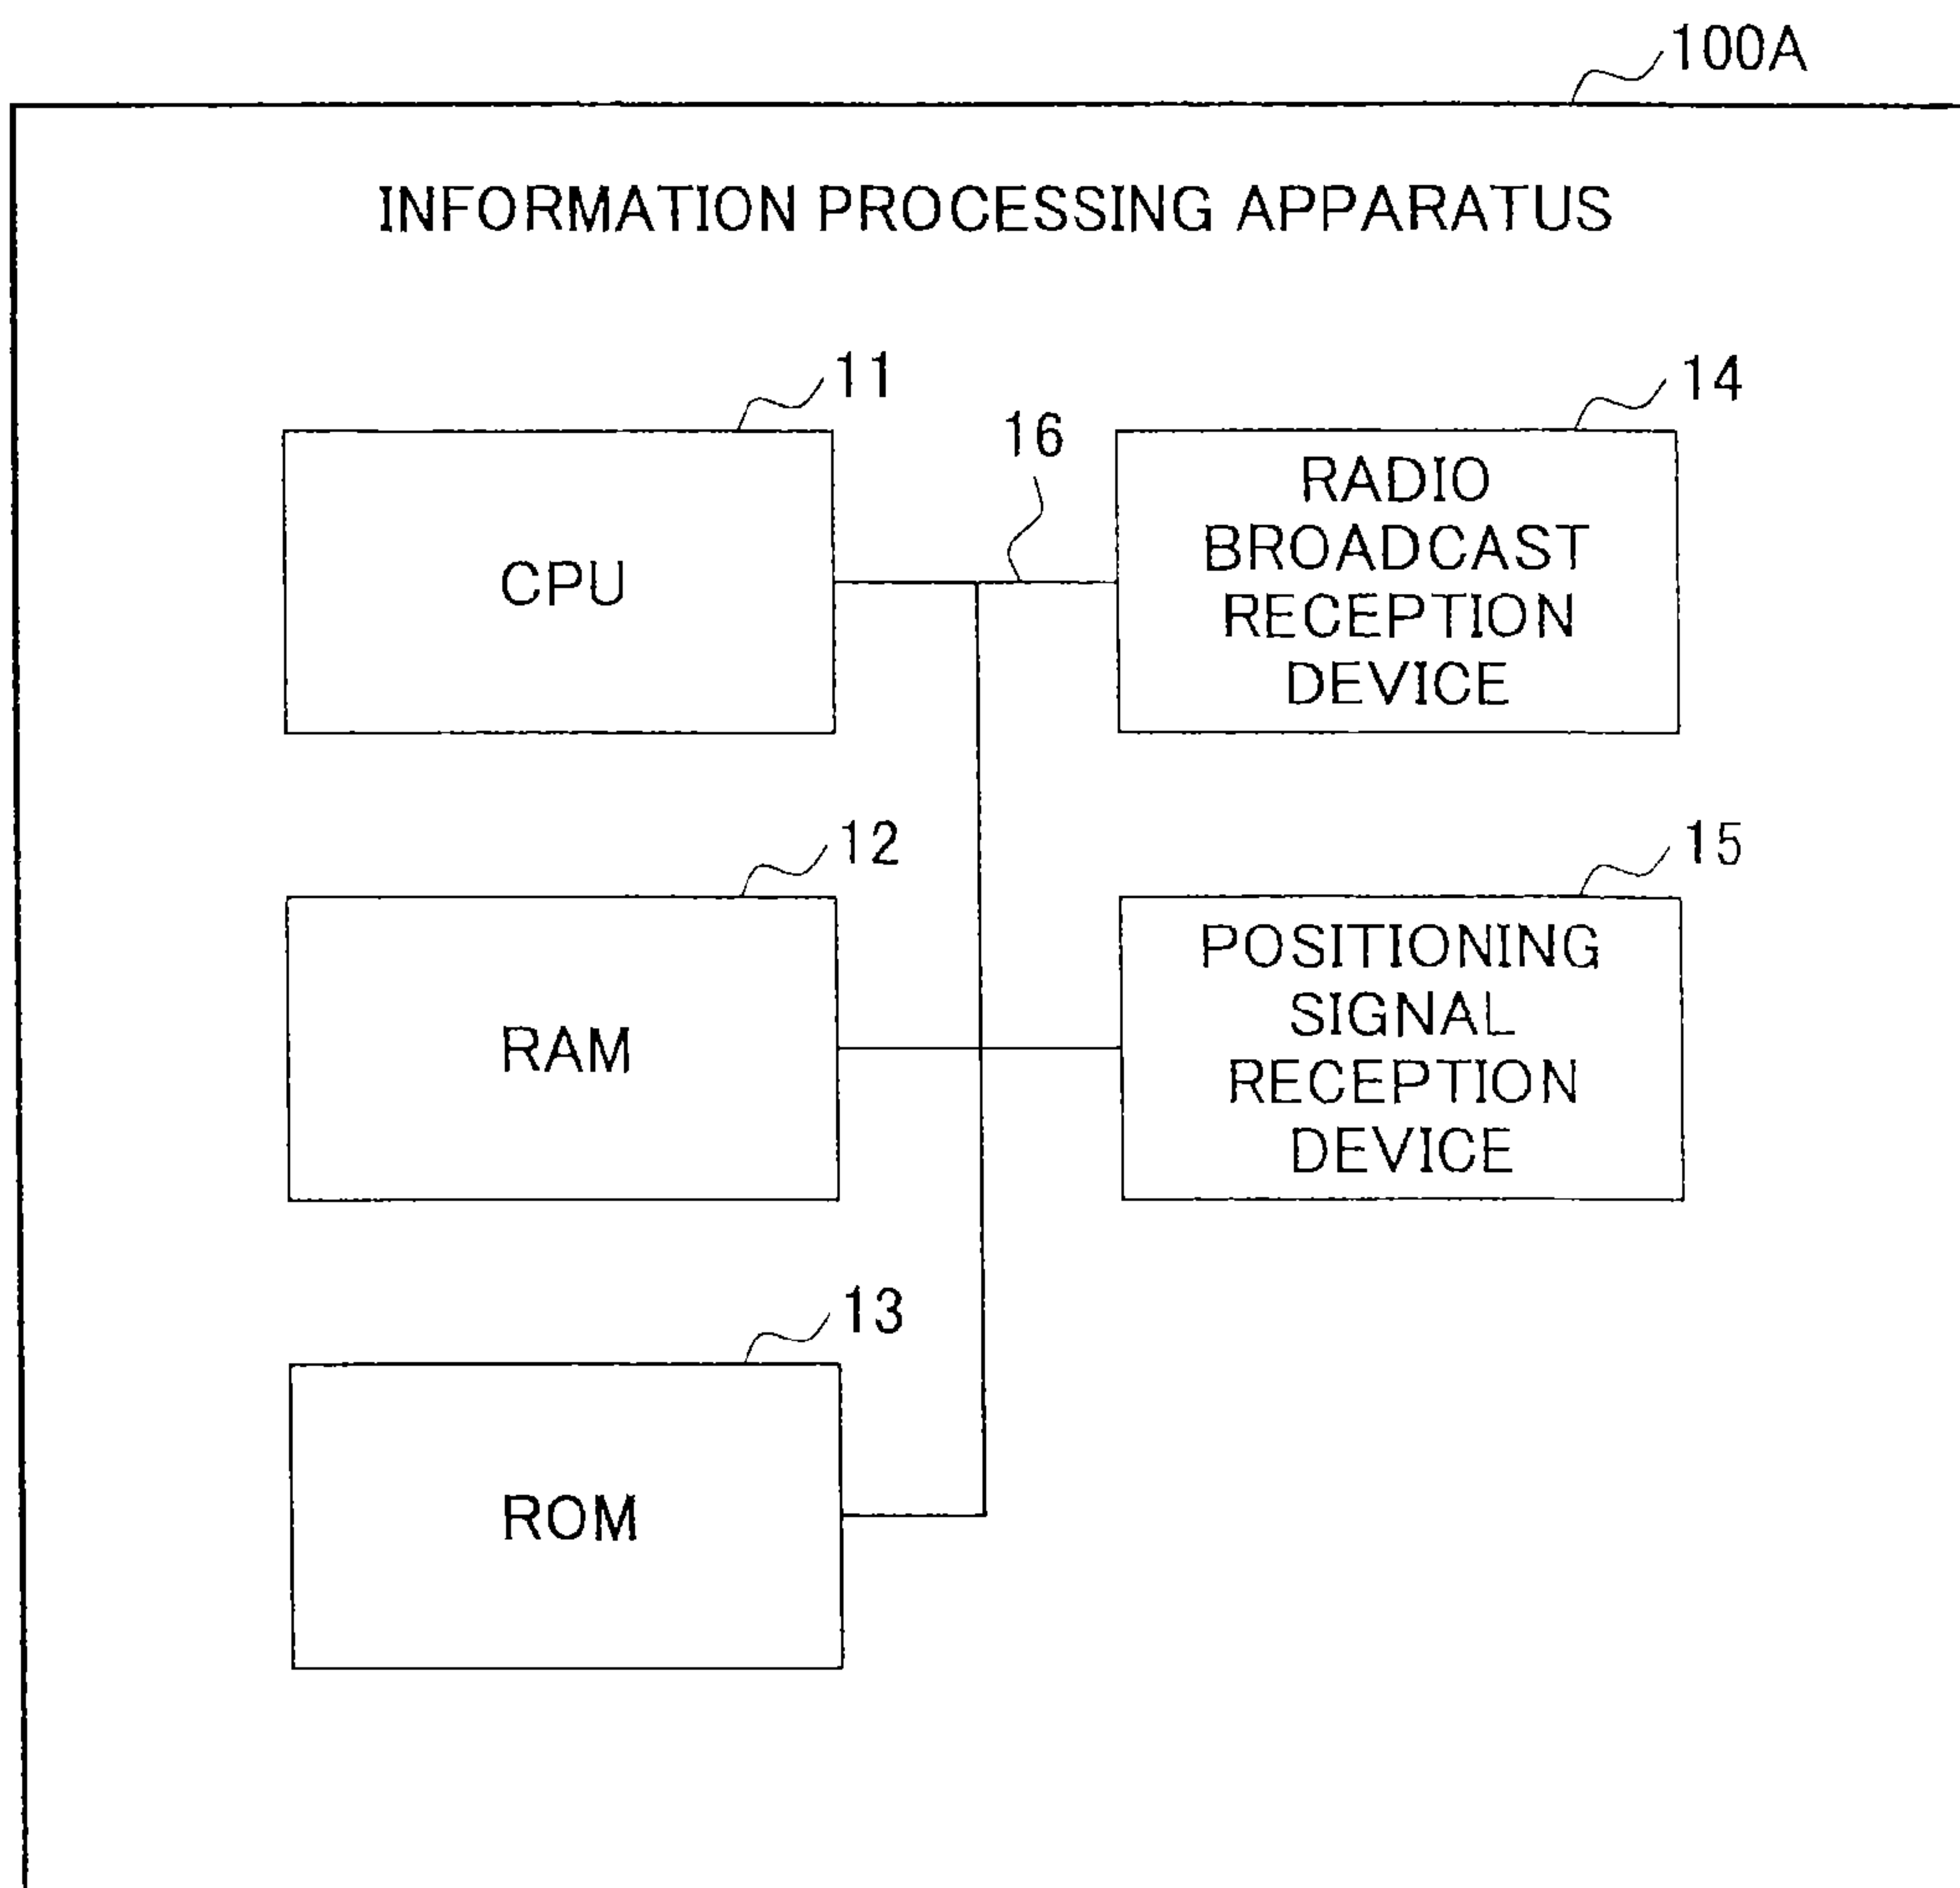 100A
INFORMATION PROCESSING APPARATUS
11
16
14
CPU
RADIO
BROADCAST
RECEPTION
DEVICE
12
15
RAM
POSITIONING
SIGNAL
RECEPTION
DEVICE
13
ROM